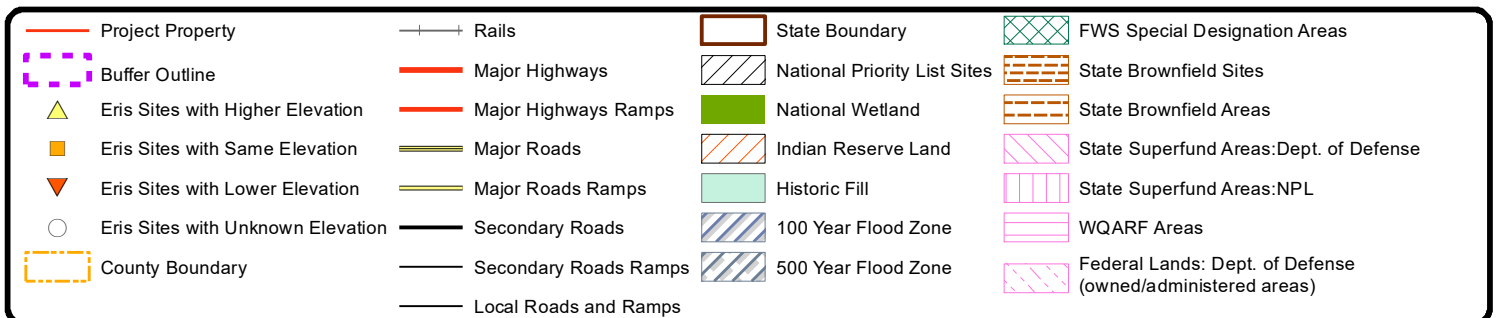 Project Property
Buffer Outline
Eris Sites with Higher Elevation
Eris Sites with Same Elevation
Eris Sites with Lower Elevation
Eris Sites with Unknown Elevation
County Boundary
Rails
Major Highways
Major Highways Ramps
Major Roads
Major Roads Ramps
Secondary Roads
Secondary Roads Ramps
Local Roads and Ramps
State Boundary
National Priority List Sites
National Wetland
Indian Reserve Land
Historic Fill
100 Year Flood Zone
500 Year Flood Zone
FWS Special Designation Areas
State Brownfield Sites
State Brownfield Areas
State Superfund Areas:Dept. of Defense
State Superfund Areas:NPL
WQARF Areas
Federal Lands: Dept. of Defense
(owned/administered areas)